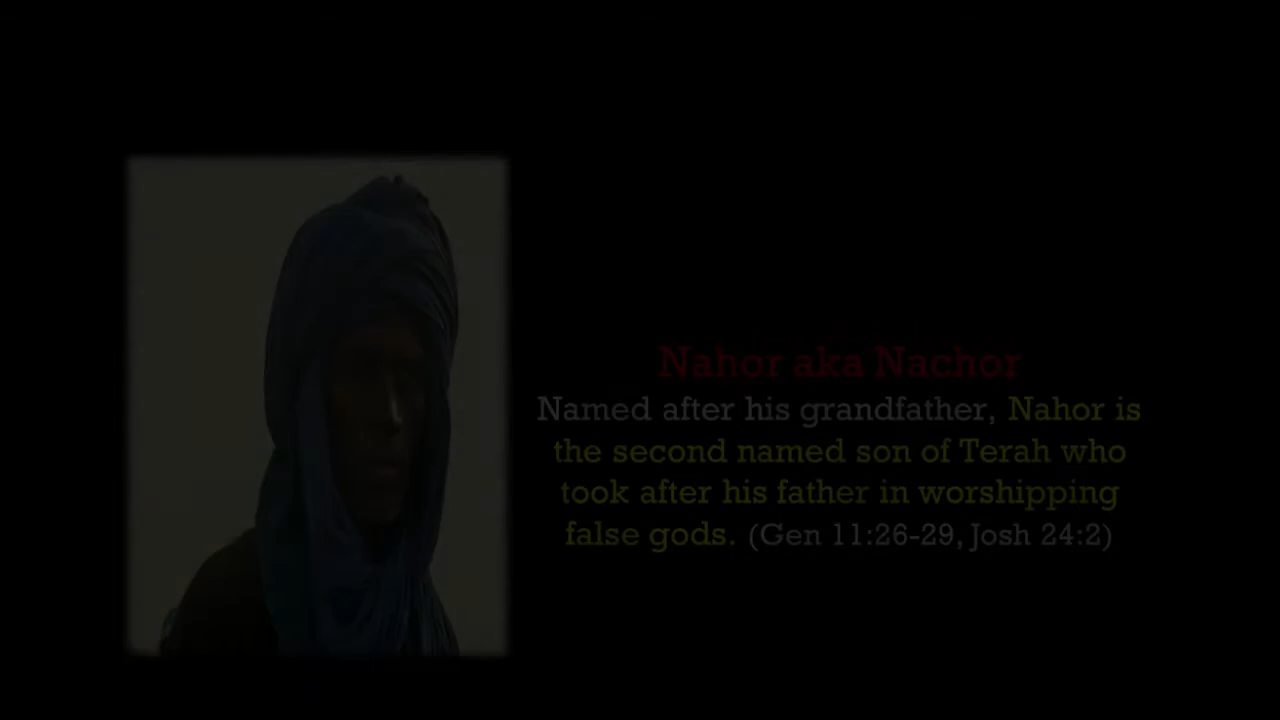 Nahor aka Nachor
Named after his grandfather, Nahor is
the second named son of Terah who
took after his father in worshipping
false gods. (Gen 11:26-29, Josh 24:2)